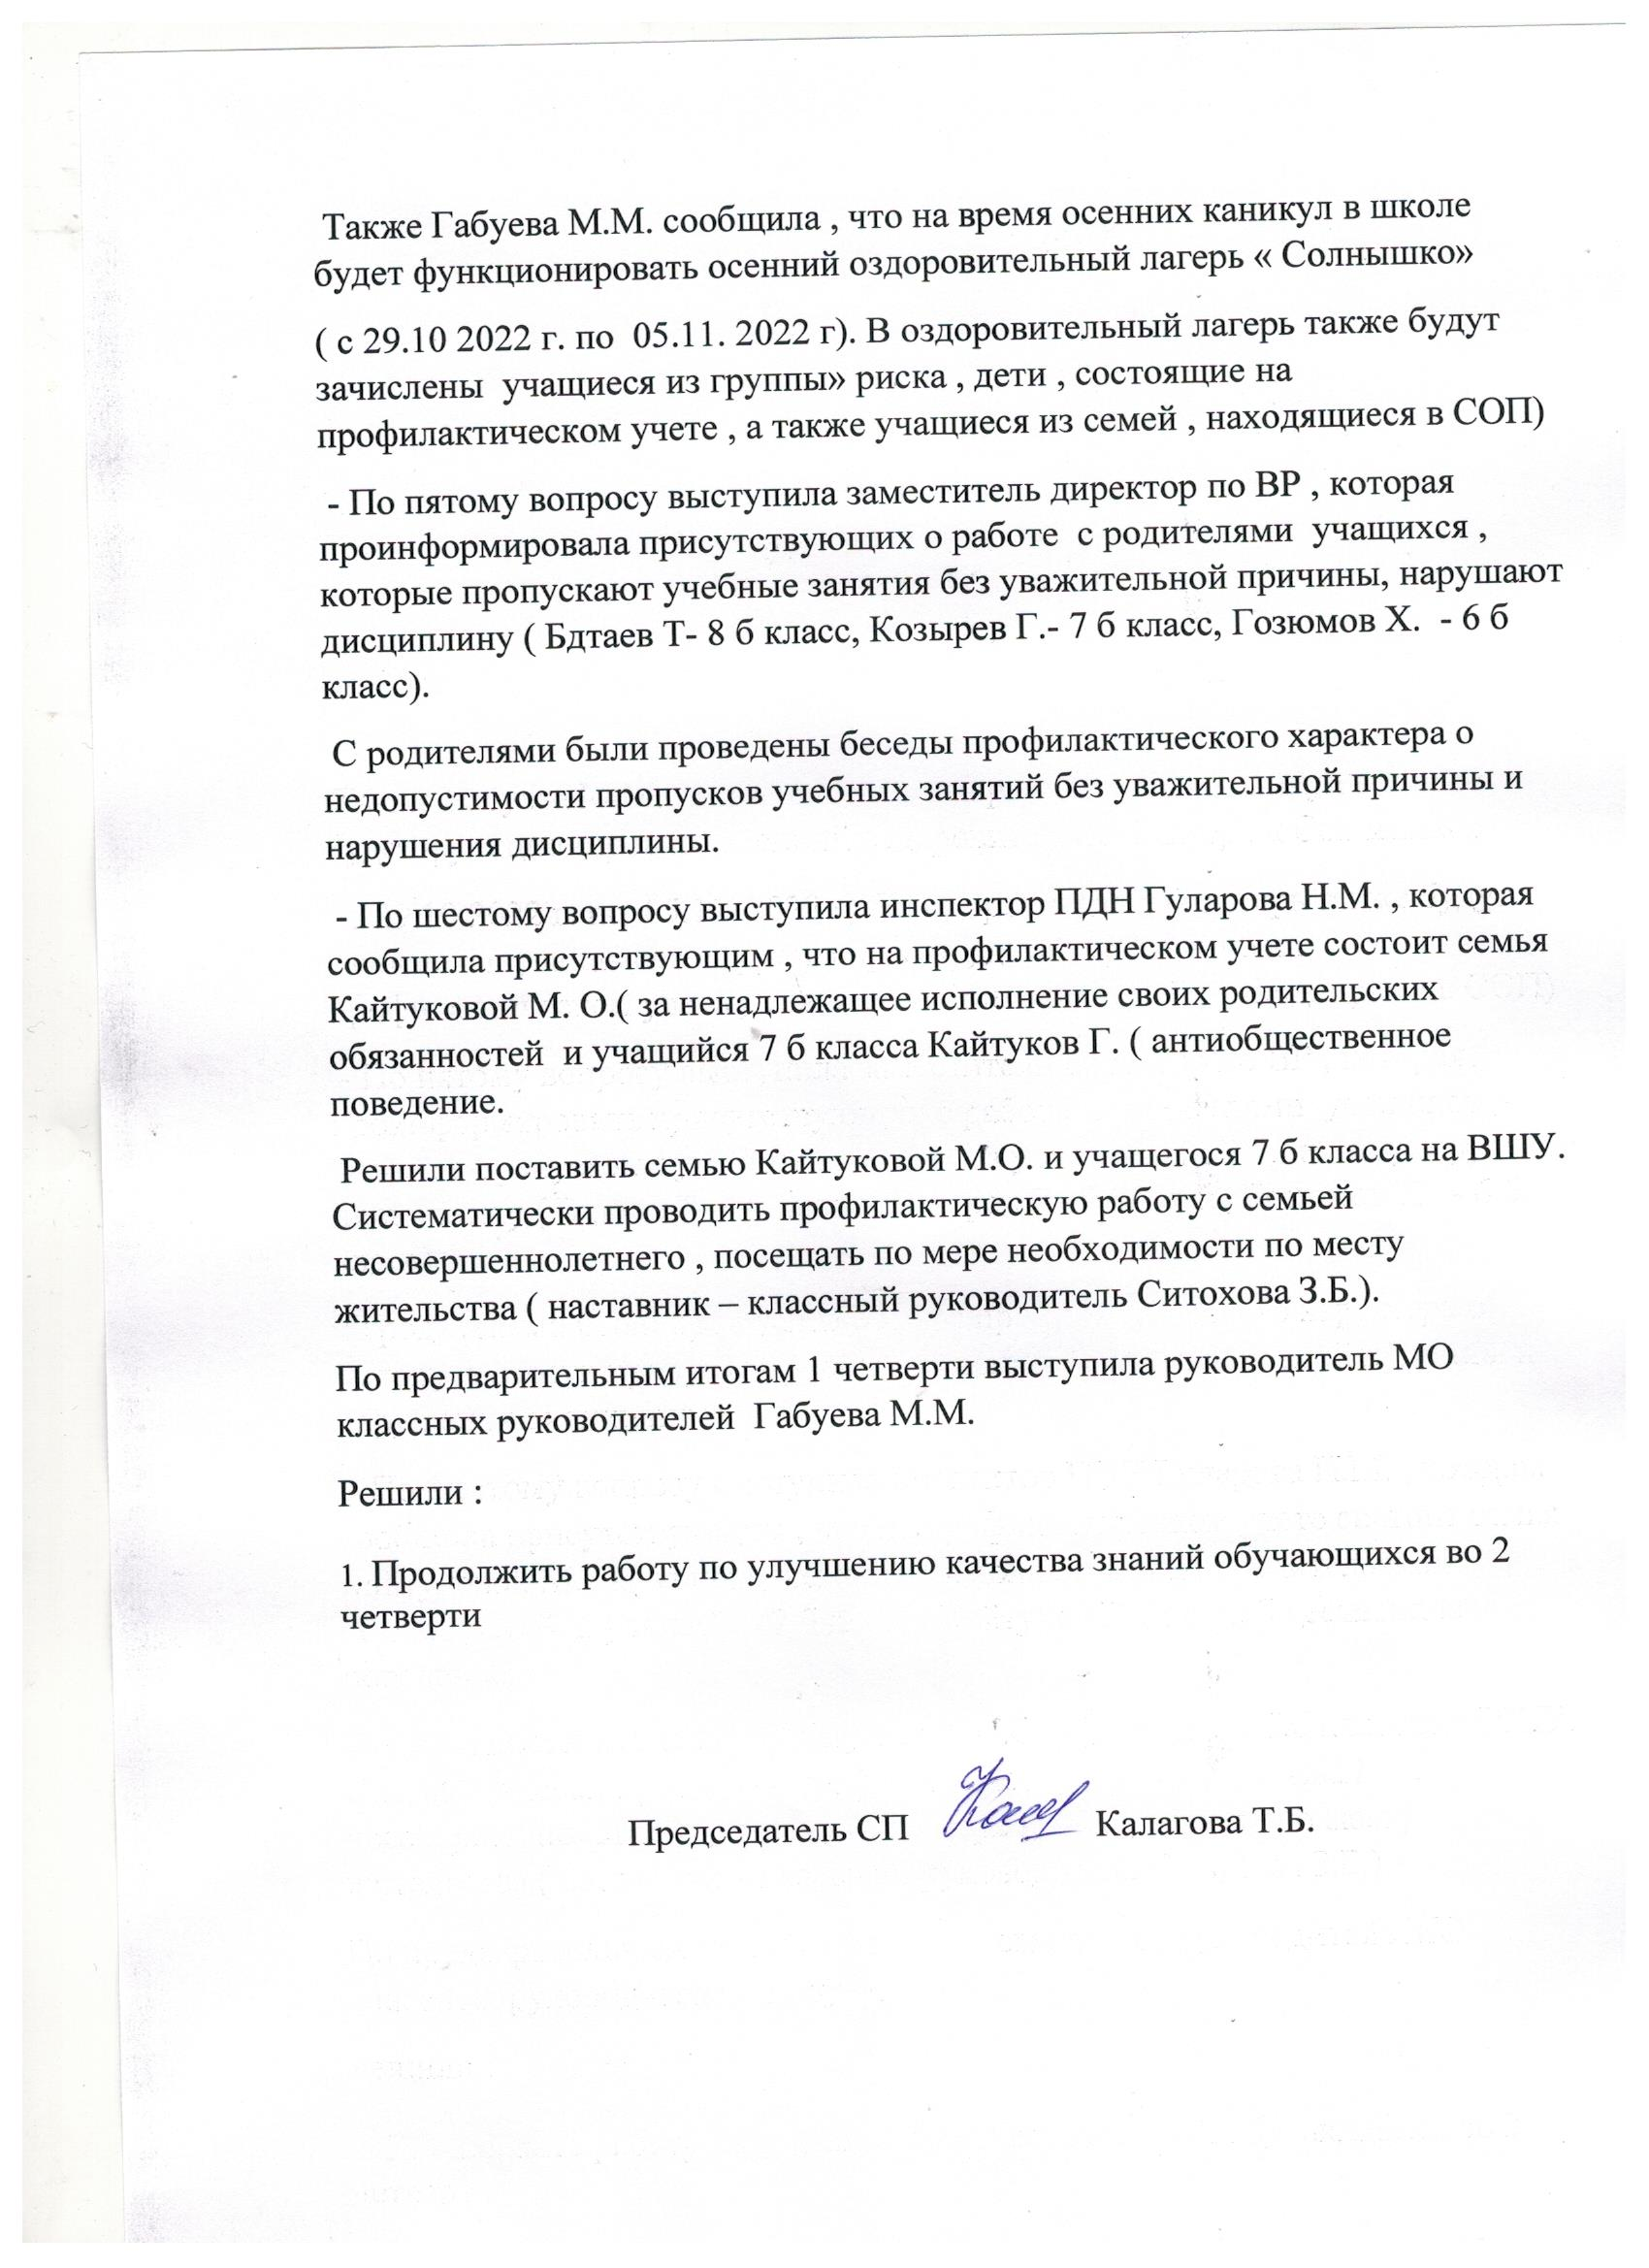 Также Габуева М.М. сообщила , что на время осенних каникул в школе
будет функционировать осенний оздоровительный лагерь « Солнышко»
( с 29.10 2022 г. по 05.11. 2022 г). В оздоровительный лагерь также будут
зачислены учащиеся из группы» риска , дети , состоящие на
профилактическом учете , а также учащиеся из семей , находящиеся в СОП)
- По пятому вопросу выступила заместитель директор по ВР , которая
проинформировала присутствующих о работе с родителями учащихся ,
которые пропускают учебные занятия без уважительной причины, нарушают
дисциплину ( Бдтаев Т- 8 б класс, Козырев Г.- 7 б класс, Гозюмов Х. - 6 б
класс).
С родителями были проведены беседы профилактического характера о
недопустимости пропусков учебных занятий без уважительной причины и
нарушения дисциплины.
- По шестому вопросу выступила инспектор ПДН Гуларова Н.М. , которая
сообщила присутствующим , что на профилактическом учете состоит семья
Кайтуковой М. О.( за ненадлежащее исполнение своих родительских
обязанностей и учащийся 7 б класса Кайтуков Г. ( антиобщественное
поведение.
Решили поставить семью Кайтуковой М.О. и учащегося 7 б класса на ВШУ.
Систематически проводить профилактическую работу с семьей
несовершеннолетнего , посещать по мере необходимости по месту
жительства ( наставник – классный руководитель Ситохова З.Б.).
По предварительным итогам 1 четверти выступила руководитель МО
классных руководителей Габуева М.М.
Решили :
1. Продолжить работу по улучшению качества знаний обучающихся во 2
четверти
Председатель СП Калагова Т.Б.